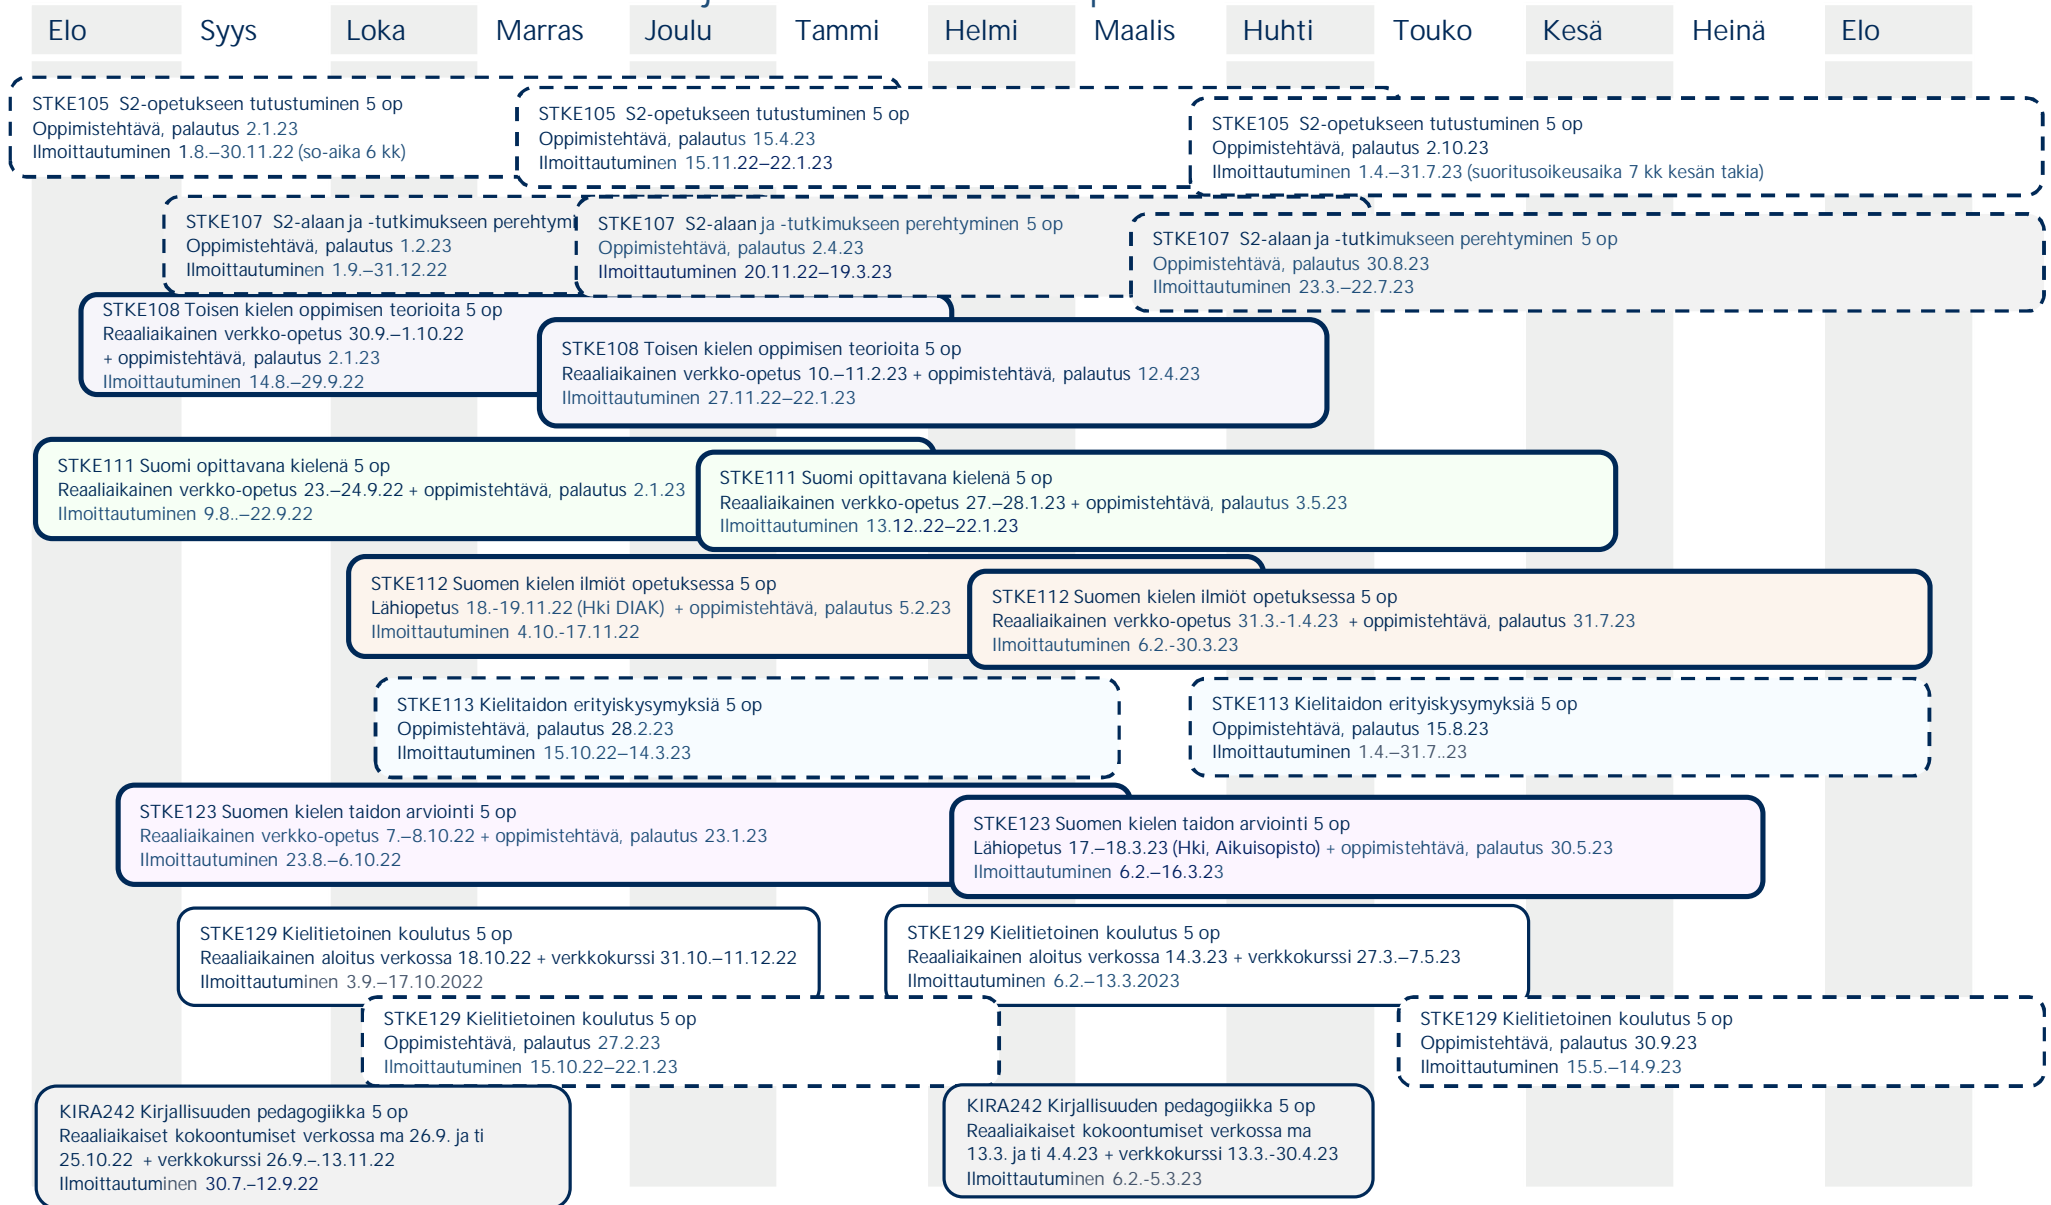 Elo Syys Loka Marras Joulu Tammi Helmi Maalis Huhti Touko Kesä Heinä Elo
STKE105 S2-opetukseen tutustuminen 5 op
Oppimistehtävä, palautus 2.1.23
Ilmoittautuminen 1.8.–30.11.22 (so-aika 6 kk)
STKE105 S2-opetukseen tutustuminen 5 op
Oppimistehtävä, palautus 15.4.23
Ilmoittautuminen 15.11.22–22.1.23
STKE105 S2-opetukseen tutustuminen 5 op
Oppimistehtävä, palautus 2.10.23
Ilmoittautuminen 1.4.–31.7.23 (suoritusoikeusaika 7 kk kesän takia)
STKE107 S2-alaan ja -tutkimukseen
Oppimistehtävä, palautus 1.2.23
Ilmoittautuminen 1.9.–31.12.22
STKE107 S2-alaan ja -tutkimukseen perehtyminen 5 op
Oppimistehtävä, palautus 2.4.23
Ilmoittautuminen 20.11.22–19.3.23
STKE107 S2-alaan ja -tutkimukseen perehtyminen 5 op
Oppimistehtävä, palautus 30.8.23
Ilmoittautuminen 23.3.–22.7.23
STKE108 Toisen kielen oppimisen teorioita 5 op
Reaaliaikainen verkko-opetus 30.9.–1.10.22
+ oppimistehtävä, palautus 2.1.23
Ilmoittautuminen 14.8.–29.9.22
STKE108 Toisen kielen oppimisen teorioita 5 op
Reaaliaikainen verkko-opetus 10.–11.2.23 + oppimistehtävä, palautus 12.4.23
Ilmoittautuminen 27.11.22–22.1.23
STKE111 Suomi opittavana kielenä 5 op
Reaaliaikainen verkko-opetus 23.–24.9.22 + oppimistehtävä, palautus 2.1.23
Ilmoittautuminen 9.8..–22.9.22
STKE111 Suomi opittavana kielenä 5 op
Reaaliaikainen verkko-opetus 27.–28.1.23 + oppimistehtävä, palautus 3.5.23
Ilmoittautuminen 13.12..22–22.1.23
STKE112 Suomen kielen ilmiöt opetuksessa 5 op
Lähiopetus 18.-19.11.22 (Hki DIAK) + oppimistehtävä, palautus 5.2.23
Ilmoittautuminen 4.10.-17.11.22
STKE112 Suomen kielen ilmiöt opetuksessa 5 op
Reaaliaikainen verkko-opetus 31.3.-1.4.23 + oppimistehtävä, palautus 31.7.23
Ilmoittautuminen 6.2.-30.3.23
STKE113 Kielitaidon erityiskysymyksiä 5 op
Oppimistehtävä, palautus 28.2.23
Ilmoittautuminen 15.10.22–14.3.23
STKE113 Kielitaidon erityiskysymyksiä 5 op
Oppimistehtävä, palautus 15.8.23
Ilmoittautuminen 1.4.–31.7..23
STKE123 Suomen kielen taidon arviointi 5 op
Reaaliaikainen verkko-opetus 7.–8.10.22 + oppimistehtävä, palautus 23.1.23
Ilmoittautuminen 23.8.–6.10.22
STKE123 Suomen kielen taidon arviointi 5 op
Lähiopetus 17.–18.3.23 (Hki, Aikuisopisto) + oppimistehtävä, palautus 30.5.23
Ilmoittautuminen 6.2.–16.3.23
STKE129 Kielitietoinen koulutus 5 op
Reaaliaikainen aloitus verkossa 18.10.22 + verkkokurssi 31.10.–11.12.22
Ilmoittautuminen 3.9.–17.10.2022
STKE129 Kielitietoinen koulutus 5 op
Reaaliaikainen aloitus verkossa 14.3.23 + verkkokurssi 27.3.–7.5.23
Ilmoittautuminen 6.2.–13.3.2023
STKE129 Kielitietoinen koulutus 5 op
Oppimistehtävä, palautus 27.2.23
Ilmoittautuminen 15.10.22–22.1.23
STKE129 Kielitietoinen koulutus 5 op
Oppimistehtävä, palautus 30.9.23
Ilmoittautuminen 15.5.–14.9.23
KIRA242 Kirjallisuuden pedagogiikka 5 op
Reaaliaikaiset kokoontumiset verkossa ma 26.9. ja ti
25.10.22 + verkkokurssi 26.9.–.13.11.22
Ilmoittautuminen 30.7.–12.9.22
KIRA242 Kirjallisuuden pedagogiikka 5 op
Reaaliaikaiset kokoontumiset verkossa ma
13.3. ja ti 4.4.23 + verkkokurssi 13.3.-30.4.23
Ilmoittautuminen 6.2.-5.3.23